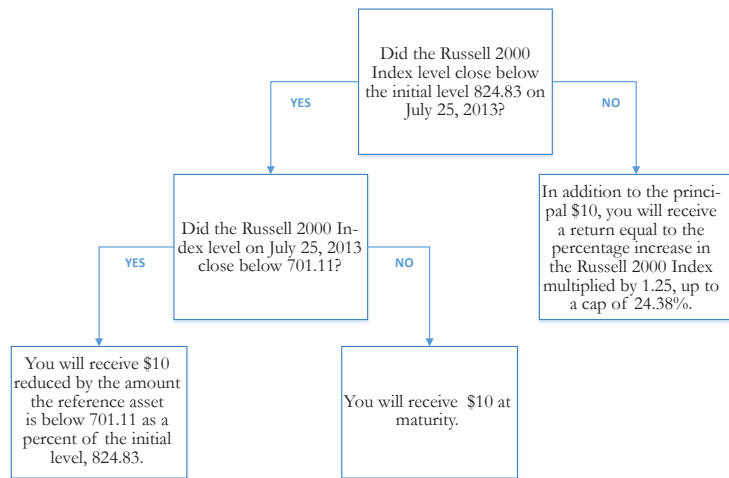 Did the Russell 2000
Index level close below
the initial level 824.83 on
July 25, 2013?
YES
NO
Did the Russell 2000 In-
dex level on July 25, 2013
close below 701.11?
In addition to the princi-
pal $10, you will receive
a return equal to the
percentage increase in
the Russell 2000 Index
multiplied by 1.25, up to
a cap of 24.38%.
YES
NO
You will receive $10
reduced by the amount
the reference asset
is below 701.11 as a
percent of the initial
level, 824.83.
You will receive $10 at
maturity.